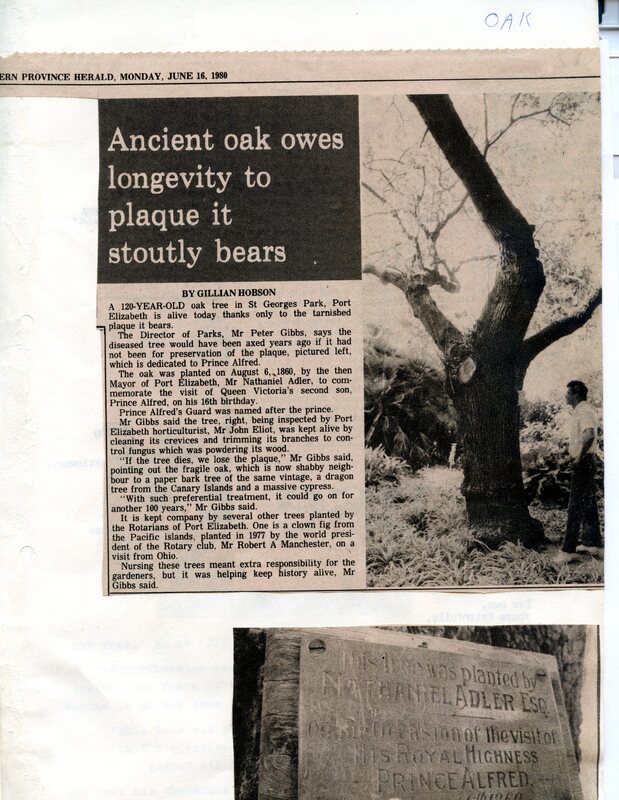 OAK
ERN PROVINCE HERALD, MONDAY, JUNE 16, 1980
Ancient oak owes
longevity to
plaque it
stoutly bears
BY GILLIAN HOBSON
A 120-YEAR-OLD oak tree in St Georges Park, Port
Elizabeth is alive today thanks only to the tarnished
plaque it bears.
The Director of Parks, Mr Peter Gibbs, says the
diseased tree would have been axed years ago if it had
not been for preservation of the plaque, pictured left,
which is dedicated to Prince Alfred.
The oak was planted on August 6, 1860, by the then
Mayor of Port Elizabeth, Mr Nathaniel Adler, to com-
memorate the visit of Queen Victoria's second son,
Prince Alfred, on his 16th birthday.
Prince Alfred's Guard was named after the prince.
Mr Gibbs said the tree, right, being inspected by Port
Elizabeth horticulturist, Mr John Eliot, was kept alive by
cleaning its crevices and trimming its branches to con-
trol fungus which was powdering its wood.
"If the tree dies, we lose the plaque," Mr Gibbs said,
pointing out the fragile oak, which is now shabby neigh-
bour to a paper bark tree of the same vintage, a dragon
tree from the Canary Islands and a massive cypress.
"With such preferential treatment, it could go on for
another 100 years," Mr Gibbs said.
It is kept company by several other trees planted by
the Rotarians of Port Elizabeth. One is a clown fig from
the Pacific islands, planted in 1977 by the world presi-
dent of the Rotary club, Mr Robert A Manchester, on a
visit from Ohio.
Nursing these trees meant extra responsibility for the
gardeners, but it was helping keep history alive, Mr
Gibbs said.
This tree was planted by
NATHANIEL ADLER ESQ
on the occasion of the visit of
HIS ROYAL HIGHNESS
PRINCE ALFRED.
Yours faithfully,